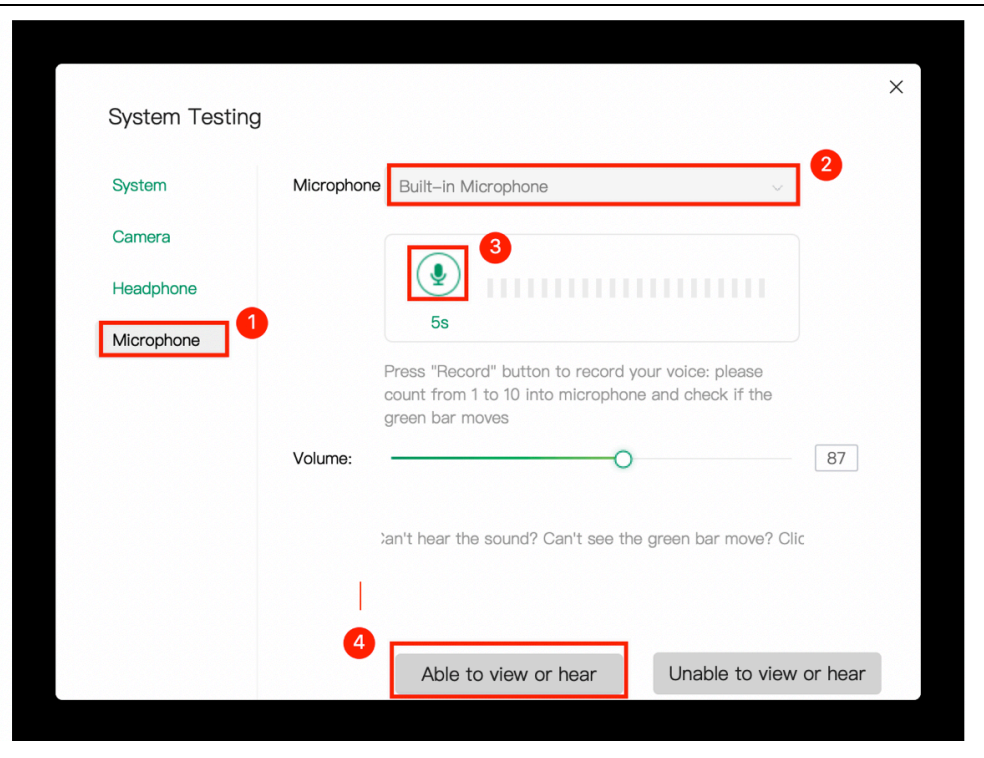 System Testing
System
Microphone
Built-in Microphone
2
Camera
3
Headphone
5s
1
Microphone
Press "Record" button to record your voice: please
count from 1 to 10 into microphone and check if the
green bar moves
Volume:
87
an't hear the sound? Can't see the green bar move? Clic
4
Able to view or hear
Unable to view or hear